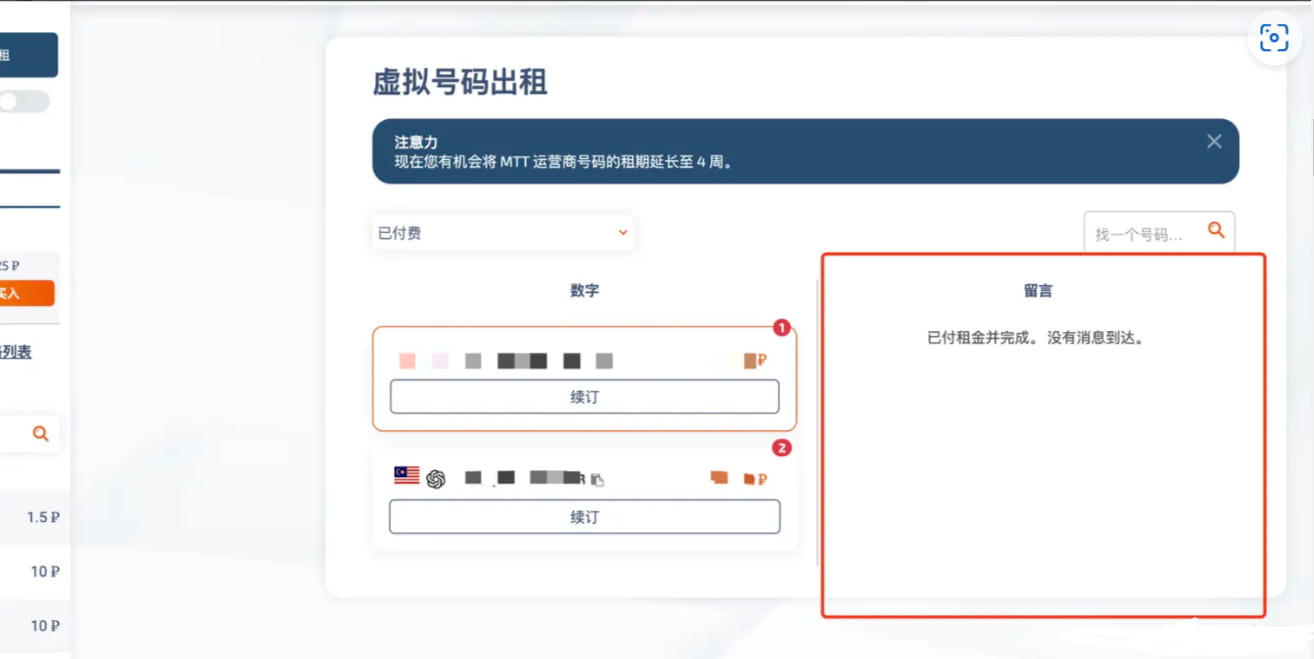 租
25 ₽
买入
列表
1.5 ₽
10 ₽
10 ₽
虚拟号码出租
注意力
现在您有机会将 MTT 运营商号码的租期延长至 4 周。
已付费
找一个号码...
数字
1
₽
续订
2
₽
续订
留言
已付租金并完成。 没有消息到达。